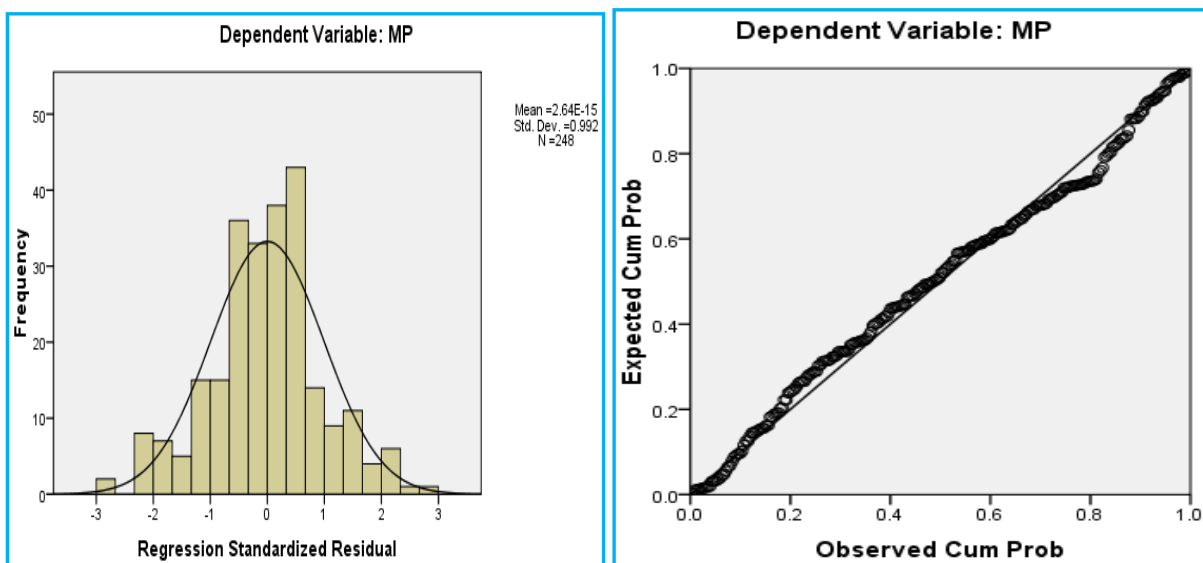 Dependent Variable: MP
Mean =2.64E-15
Std. Dev. =0.992
N =248
50
40
30
20
10
0
Frequency
-3 -2 -1 0 1 2 3
Regression Standardized Residual
Dependent Variable: MP
1.0
0.8
0.6
0.4
0.2
0.0
Expected Cum Prob
0.0 0.2 0.4 0.6 0.8 1.0
Observed Cum Prob